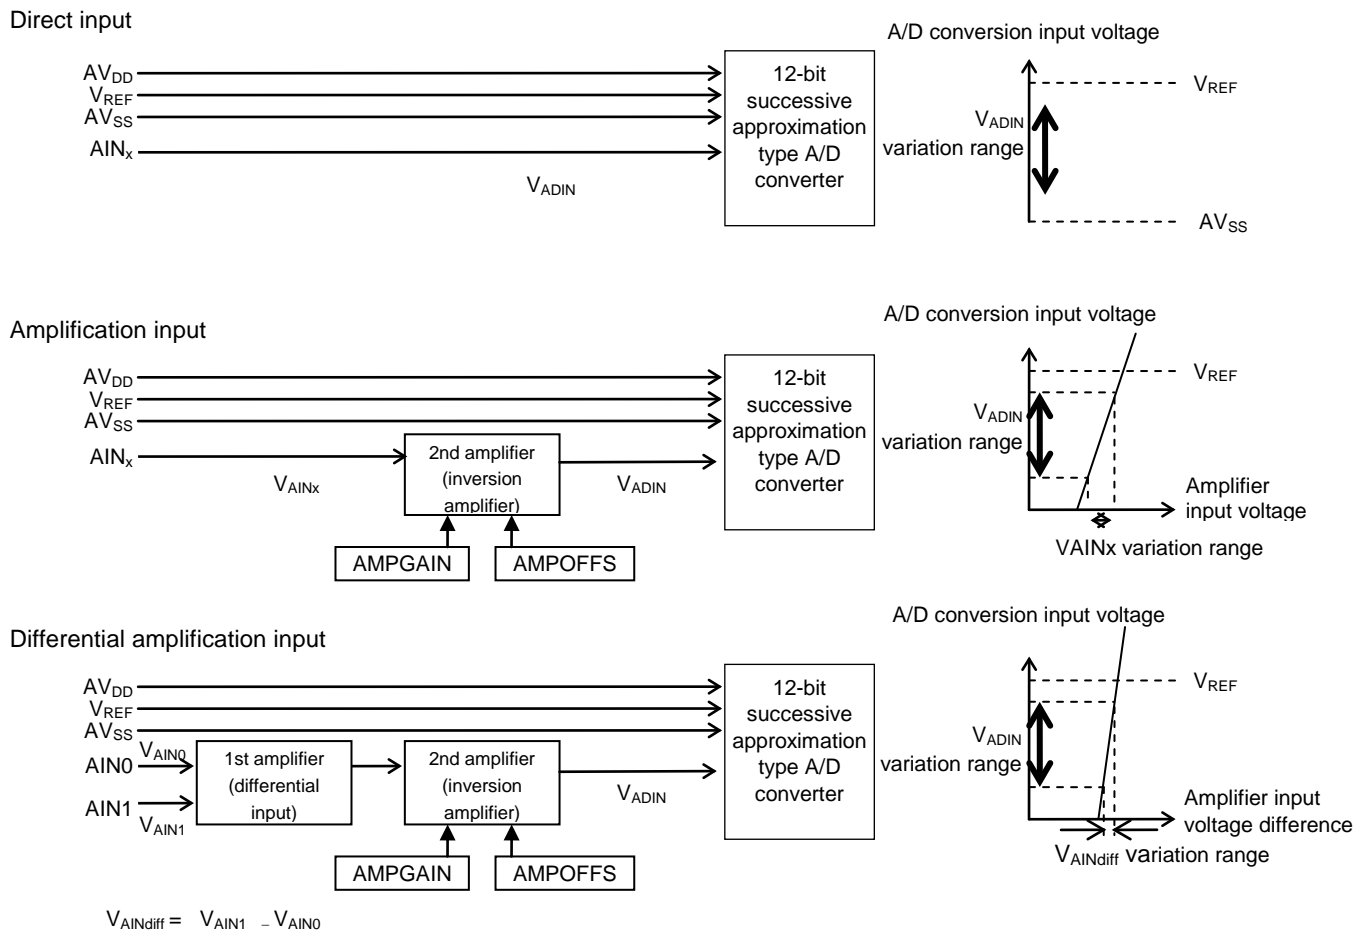 Direct input
AVDD
VREF
AVSS
AINx
VADIN
12-bit
successive
approximation
type A/D
converter
A/D conversion input voltage
VREF
VADIN
variation range
AVSS
Amplification input
AVDD
VREF
AVSS
AINx
VAINx
2nd amplifier
(inversion
amplifier)
VADIN
AMPGAIN
AMPOFFS
12-bit
successive
approximation
type A/D
converter
A/D conversion input voltage
VREF
VADIN
variation range
Amplifier
input voltage
VAINx variation range
Differential amplification input
AVDD
VREF
AVSS
AIN0
VAIN0
AIN1
VAIN1
1st amplifier
(differential
input)
2nd amplifier
(inversion
amplifier)
VADIN
AMPGAIN
AMPOFFS
12-bit
successive
approximation
type A/D
converter
A/D conversion input voltage
VREF
VADIN
variation range
Amplifier input
voltage difference
VAINdiff variation range
VAINdiff = VAIN1 – VAIN0